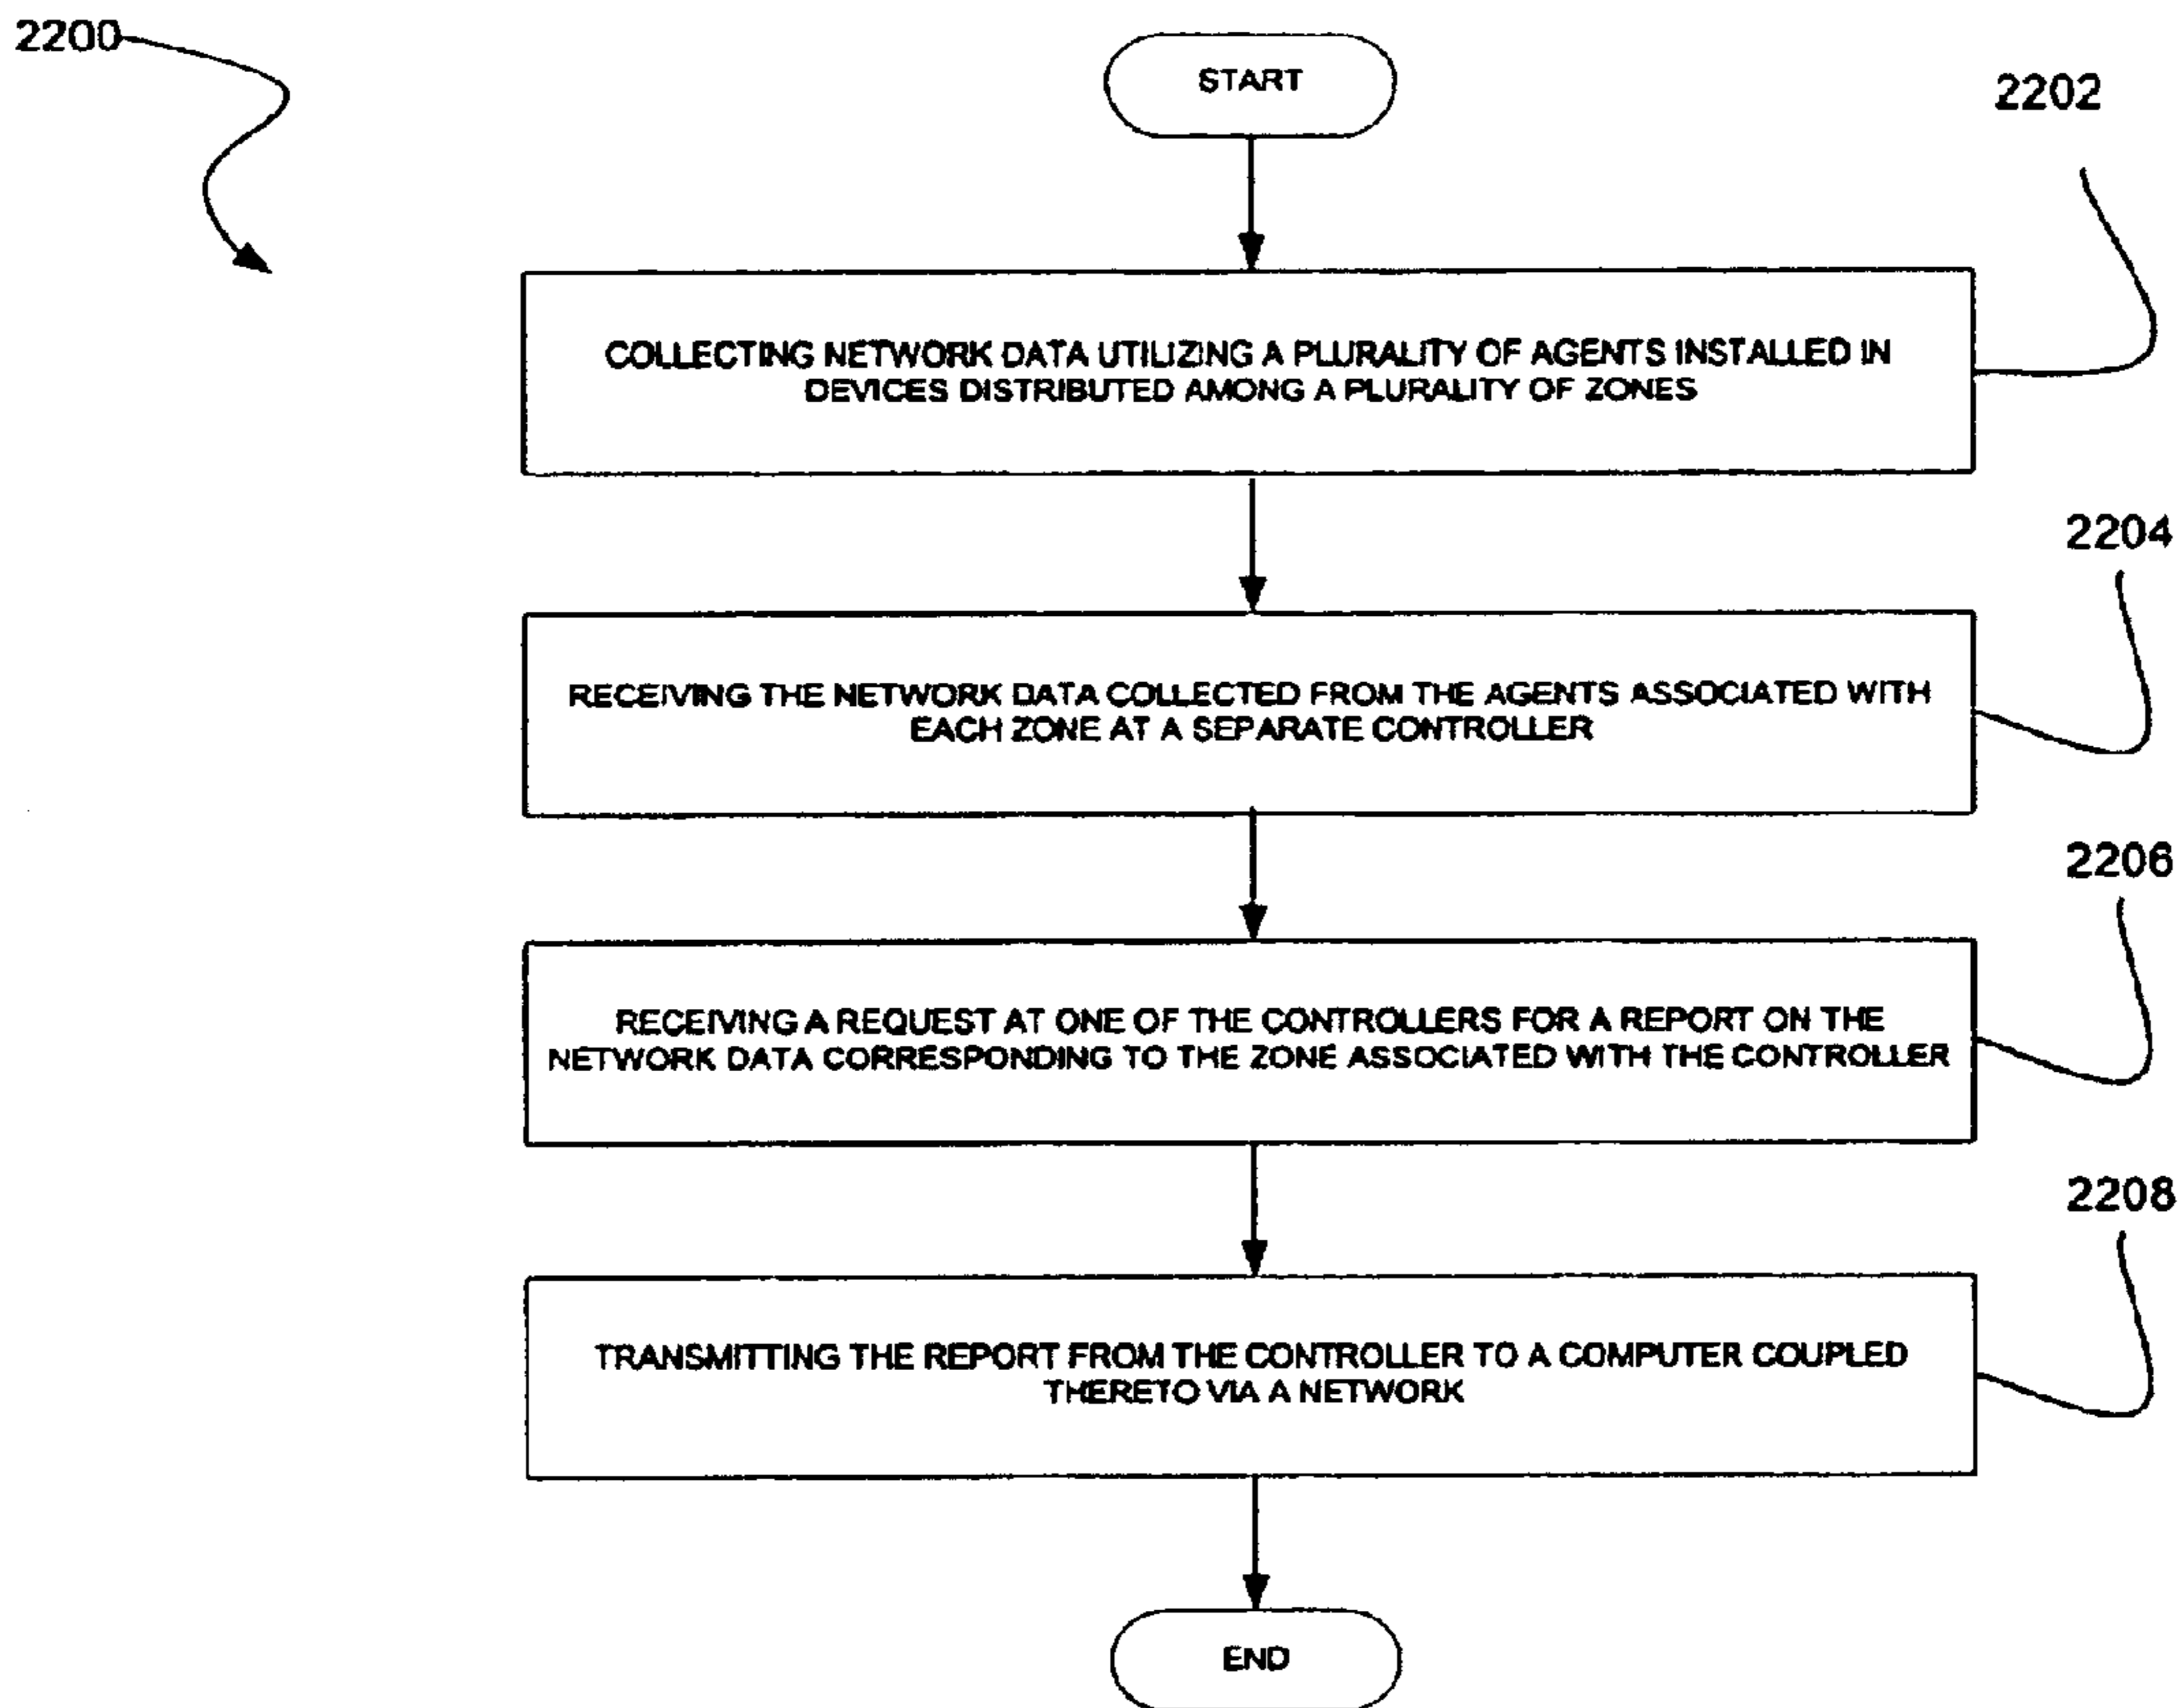 2200
START
2202
COLLECTING NETWORK DATA UTILIZING A PLURALITY OF AGENTS INSTALLED IN
DEVICES DISTRIBUTED AMONG A PLURALITY OF ZONES
2204
RECEIVING THE NETWORK DATA COLLECTED FROM THE AGENTS ASSOCIATED WITH
EACH ZONE AT A SEPARATE CONTROLLER
2206
RECEIVING A REQUEST AT ONE OF THE CONTROLLERS FOR A REPORT ON THE
NETWORK DATA CORRESPONDING TO THE ZONE ASSOCIATED WITH THE CONTROLLER
2208
TRANSMITTING THE REPORT FROM THE CONTROLLER TO A COMPUTER COUPLED
THERETO VIA A NETWORK
END